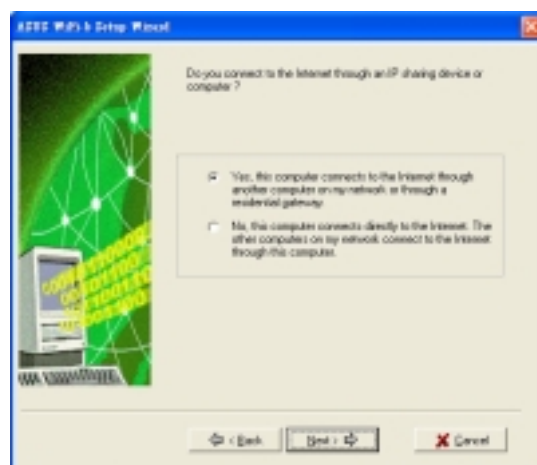 ASUS WiFi-b Setup Wizard
Do you connect to the Internet through an IP sharing device or
computer ?
Yes, this computer connects to the Internet through
another computer on my network or through a
residential gateway.
No, this computer connects directly to the Internet. The
other computers on my network connect to the Internet
through this computer.
< Back
Next >
Cancel